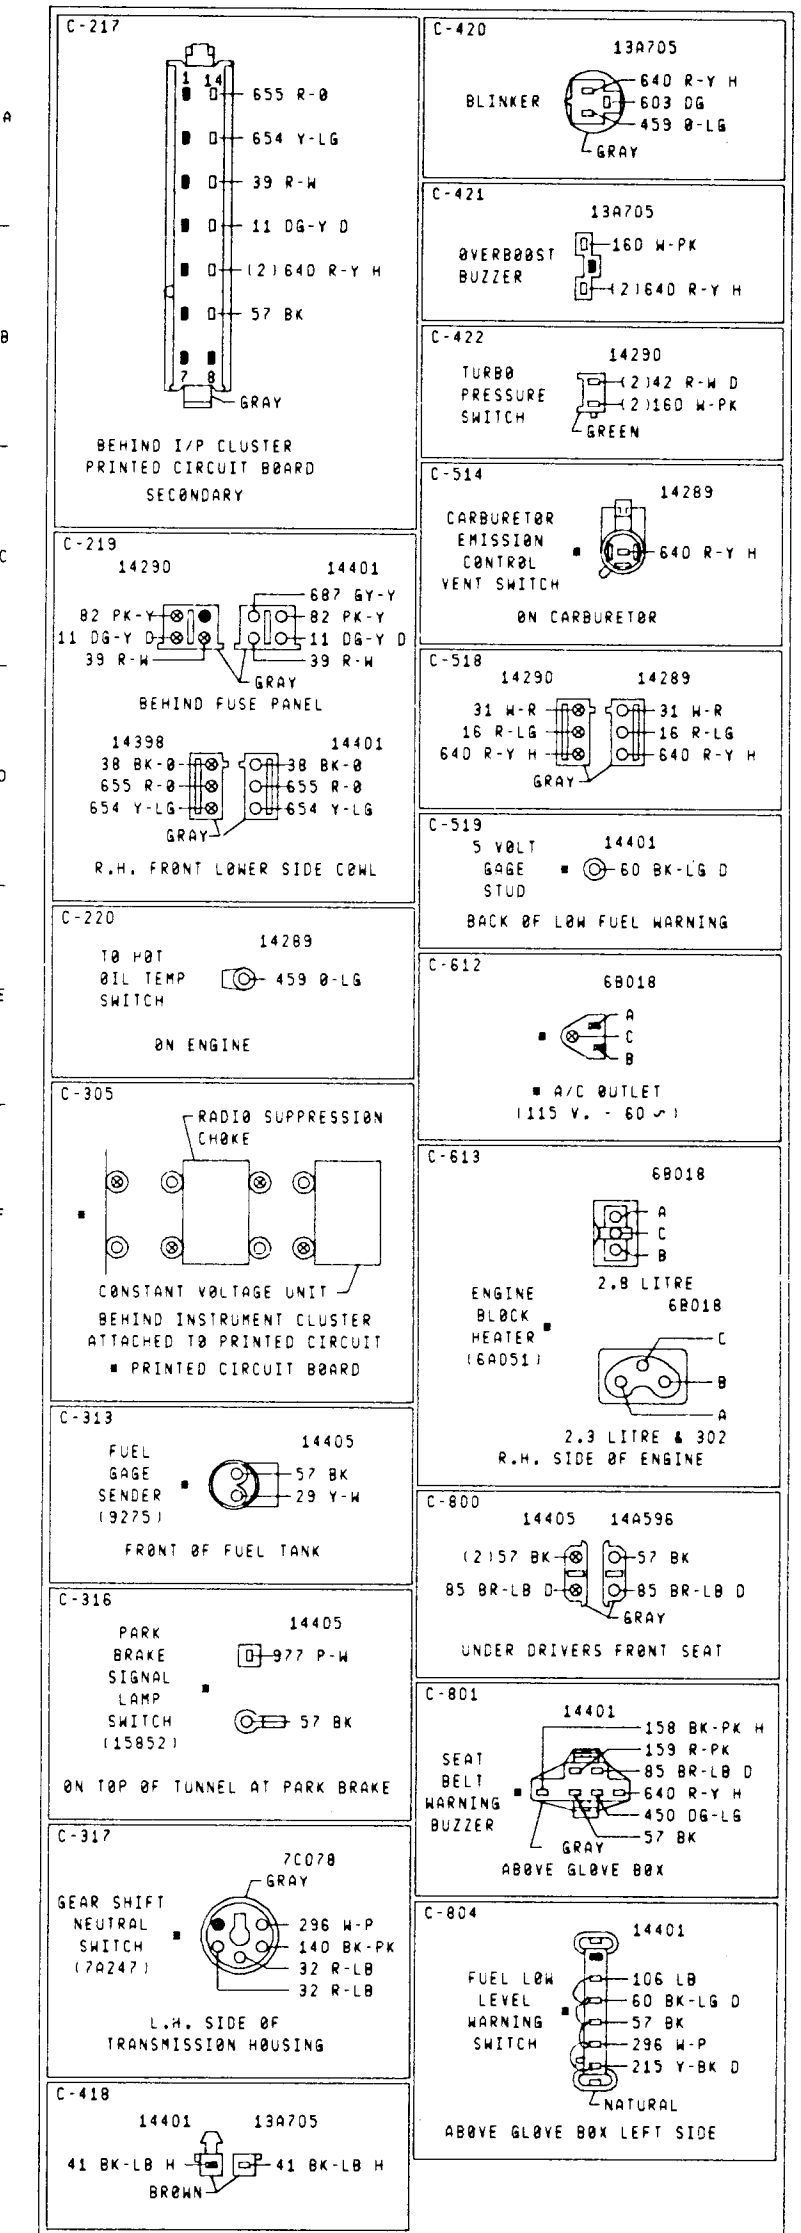 A
B
C
D
E
F
C-217
1 14
655 R-O
654 Y-LG
39 R-W
11 DG-Y D
(2)640 R-Y H
57 BK
7 8
GRAY
BEHIND I/P CLUSTER
PRINTED CIRCUIT BOARD
SECONDARY
C-219
14290 14401
687 GY-Y
82 PK-Y 82 PK-Y
11 DG-Y D 11 DG-Y D
39 R-W 39 R-W
GRAY
BEHIND FUSE PANEL
14398 14401
38 BK-O 38 BK-O
655 R-O 655 R-O
654 Y-LG 654 Y-LG
GRAY
R.H. FRONT LOWER SIDE COWL
C-220
14289
TO HOT
OIL TEMP 459 O-LG
SWITCH
ON ENGINE
C-305
RADIO SUPPRESSION
CHOKE
CONSTANT VOLTAGE UNIT
BEHIND INSTRUMENT CLUSTER
ATTACHED TO PRINTED CIRCUIT
■ PRINTED CIRCUIT BOARD
C-313
14405
FUEL
GAGE 57 BK
SENDER 29 Y-W
(9275)
FRONT OF FUEL TANK
C-316
14405
PARK
BRAKE 977 P-W
SIGNAL
LAMP
SWITCH 57 BK
(15852)
ON TOP OF TUNNEL AT PARK BRAKE
C-317
7C078
GRAY
GEAR SHIFT
NEUTRAL 296 W-P
SWITCH 140 BK-PK
(7A247) 32 R-LB
32 R-LB
L.H. SIDE OF
TRANSMISSION HOUSING
C-418
14401 13A705
41 BK-LB H 41 BK-LB H
BROWN
C-420
13A705
640 R-Y H
BLINKER 603 DG
459 O-LG
GRAY
C-421
13A705
160 W-PK
OVERBOOST
BUZZER
(2)640 R-Y H
C-422
14290
TURBO (2)42 R-W D
PRESSURE (2)160 W-PK
SWITCH
GREEN
C-514
14289
CARBURETOR
EMISSION
CONTROL 640 R-Y H
VENT SWITCH
ON CARBURETOR
C-518
14290 14289
31 W-R 31 W-R
16 R-LG 16 R-LG
640 R-Y H 640 R-Y H
GRAY
C-519
5 VOLT 14401
GAGE ■ 60 BK-LG D
STUD
BACK OF LOW FUEL WARNING
C-612
6B018
A
C
B
■ A/C OUTLET
(115 V. - 60 ∿)
C-613
6B018
A
C
B
2.8 LITRE
ENGINE 6B018
BLOCK
HEATER
(6A051)
C
B
A
2.3 LITRE & 302
R.H. SIDE OF ENGINE
C-800
14405 14A596
(2)57 BK 57 BK
85 BR-LB D 85 BR-LB D
GRAY
UNDER DRIVERS FRONT SEAT
C-801
14401
158 BK-PK H
159 R-PK
SEAT 85 BR-LB D
BELT 640 R-Y H
WARNING 450 DG-LG
BUZZER 57 BK
GRAY
ABOVE GLOVE BOX
C-804
14401
FUEL LOW 106 LB
LEVEL 60 BK-LG D
WARNING 57 BK
SWITCH 296 W-P
215 Y-BK D
NATURAL
ABOVE GLOVE BOX LEFT SIDE